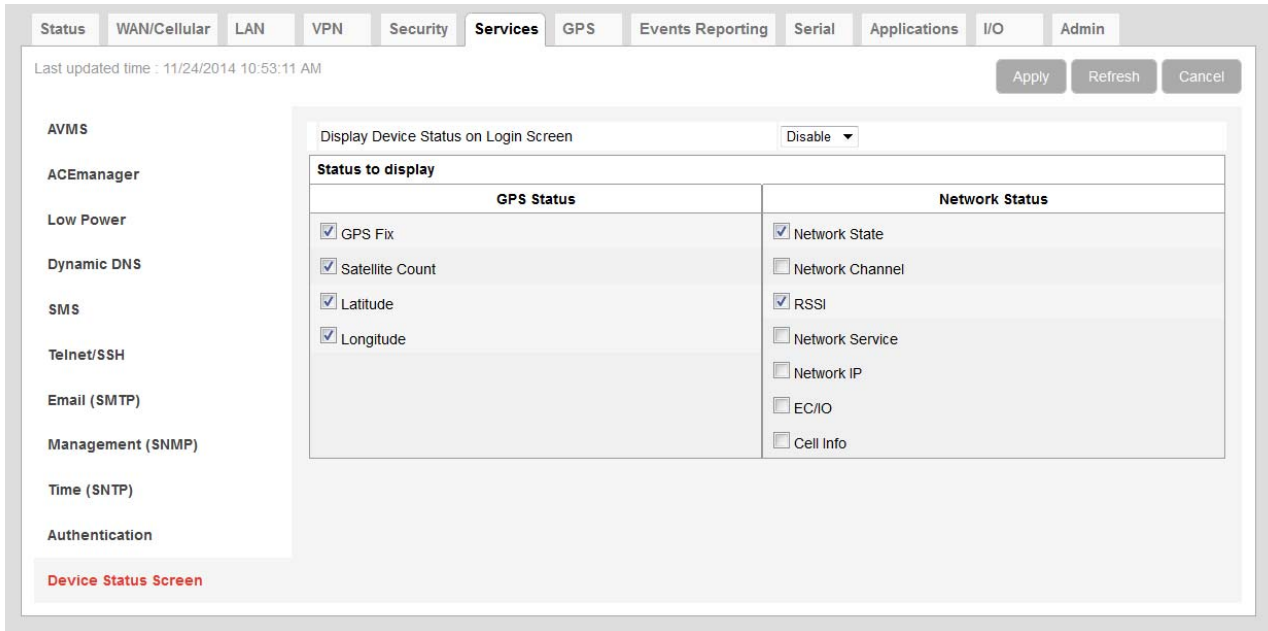 Status WAN/Cellular LAN VPN Security Services GPS Events Reporting Serial Applications I/O Admin
Last updated time : 11/24/2014 10:53:11 AM
Apply Refresh Cancel
AVMS
ACEmanager
Low Power
Dynamic DNS
SMS
Telnet/SSH
Email (SMTP)
Management (SNMP)
Time (SNTP)
Authentication
Device Status Screen
Display Device Status on Login Screen Disable
Status to display
GPS Status Network Status
GPS Fix Network State
Satellite Count Network Channel
Latitude RSSI
Longitude Network Service
Network IP
EC/IO
Cell Info